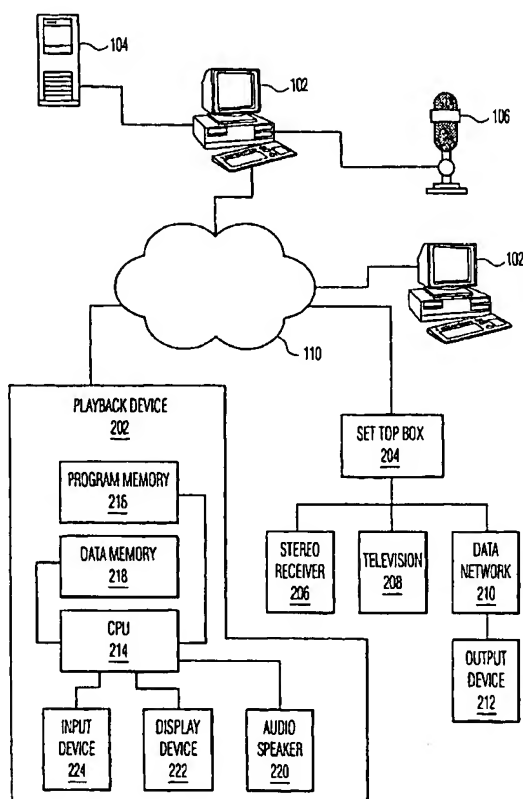 104
102
106
102
110
PLAYBACK DEVICE
202
PROGRAM MEMORY
216
DATA MEMORY
218
CPU
214
INPUT
DEVICE
224
DISPLAY
DEVICE
222
AUDIO
SPEAKER
220
SET TOP BOX
204
STEREO
RECEIVER
206
TELEVISION
208
DATA
NETWORK
210
OUTPUT
DEVICE
212